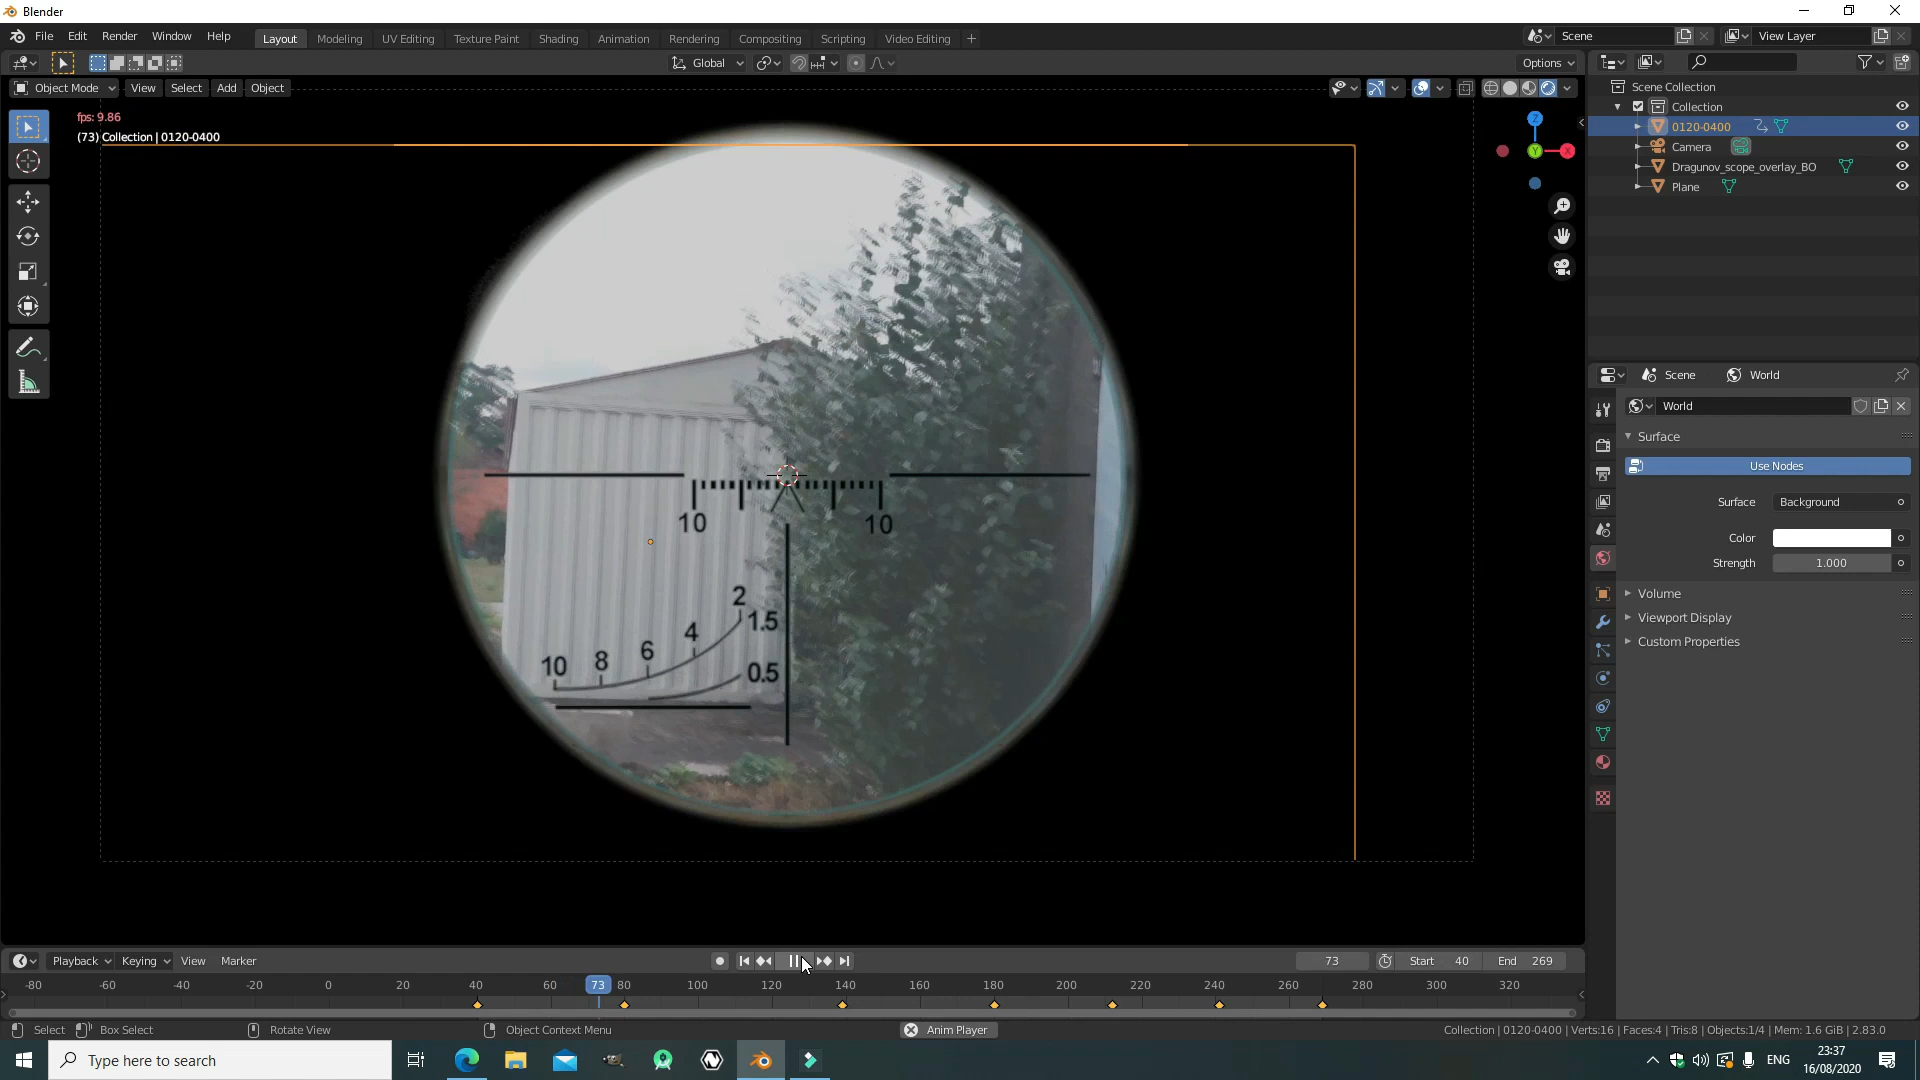 Blender
File Edit Render Window Help
Layout Modeling UV Editing Texture Paint Shading Animation Rendering Compositing Scripting Video Editing +
Scene
View Layer
Global
Options
Object Mode View Select Add Object
fps: 9.86
(73) Collection | 0120-0400
Z
Y
X
Scene Collection
Collection
0120-0400
Camera
Dragunov_scope_overlay_BO
Plane
Scene World
World
Surface
Use Nodes
Surface Background
Color
Strength 1.000
Volume
Viewport Display
Custom Properties
10 10
2
1.5
4
6
8
10
0.5
Playback Keying View Marker
73 Start 40 End 269
-80 -60 -40 -20 0 20 40 60 73 80 100 120 140 160 180 200 220 240 260 280 300 320
Select Box Select Rotate View Object Context Menu Anim Player
Collection | 0120-0400 | Verts:16 | Faces:4 | Tris:8 | Objects:1/4 | Mem: 1.6 GiB | 2.83.0
Type here to search
ENG
23:37
16/08/2020